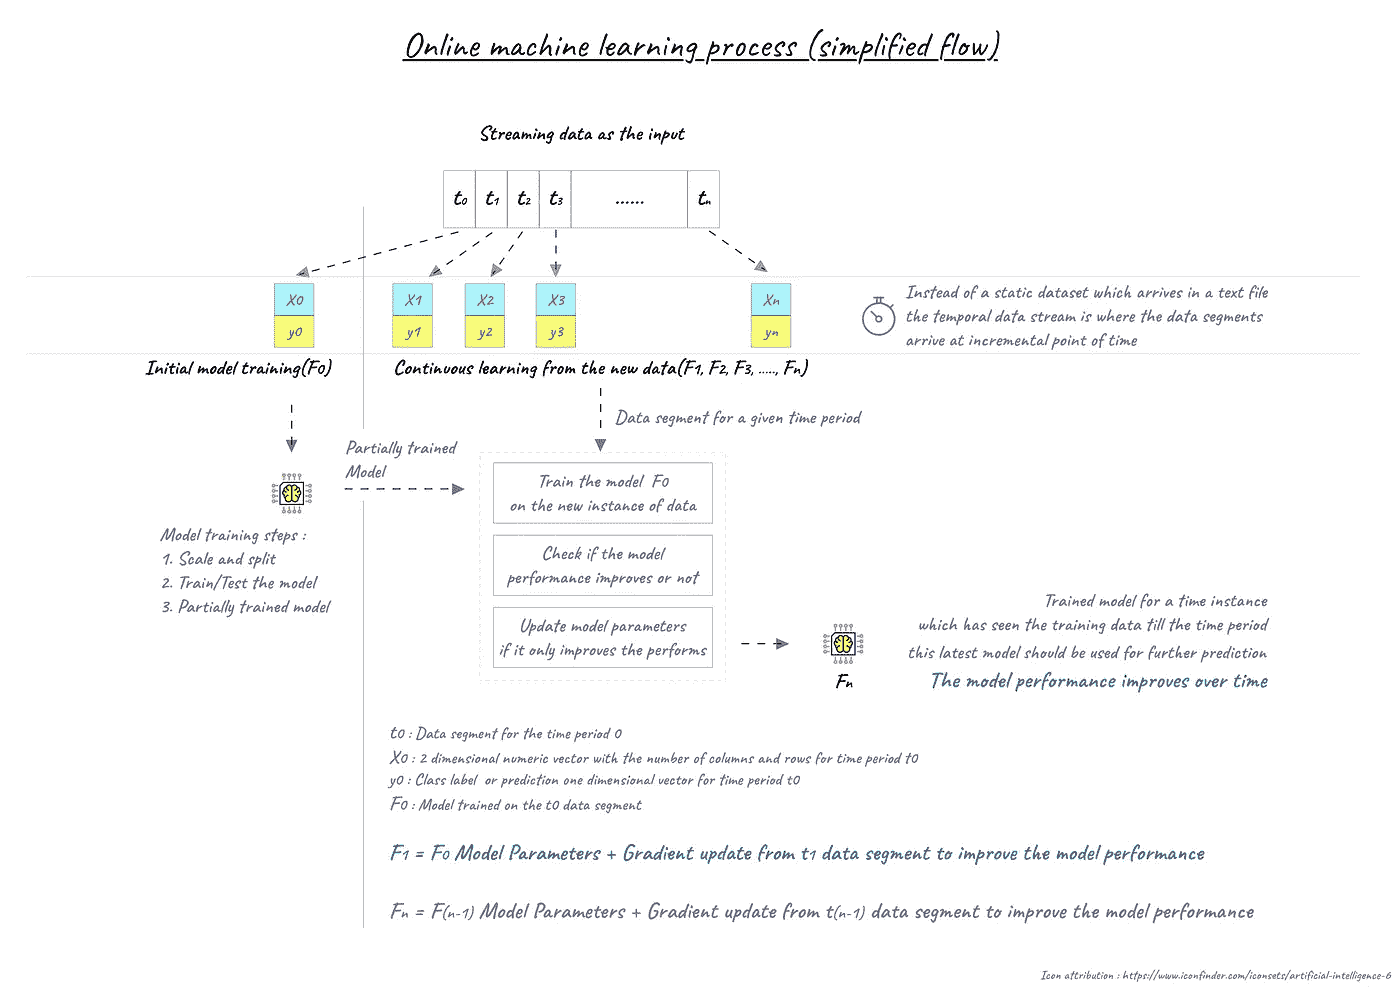 Online machine learning process (simplified flow)
Streaming data as the input
t0 t1 t2 t3 ...... tn
X0 X1 X2 X3 Xn
y0 y1 y2 y3 yn
Instead of a static dataset which arrives in a text file
the temporal data stream is where the data segments
arrive at incremental point of time
Initial model training(F0)
Continuous learning from the new data(F1, F2, F3, ....., Fn)
Data segment for a given time period
Partially trained
Model
Train the model F0
on the new instance of data
Check if the model
performance improves or not
Update model parameters
if it only improves the performs
Model training steps :
1. Scale and split
2. Train/Test the model
3. Partially trained model
Fn
Trained model for a time instance
which has seen the training data till the time period
this latest model should be used for further prediction
The model performance improves over time
t0 : Data segment for the time period 0
X0 : 2 dimensional numeric vector with the number of columns and rows for time period t0
y0 : Class label or prediction one dimensional vector for time period t0
F0 : Model trained on the t0 data segment
F1 = F0 Model Parameters + Gradient update from t1 data segment to improve the model performance
Fn = F(n-1) Model Parameters + Gradient update from t(n-1) data segment to improve the model performance
Icon attribution : https://www.iconfinder.com/iconsets/artificial-intelligence-6